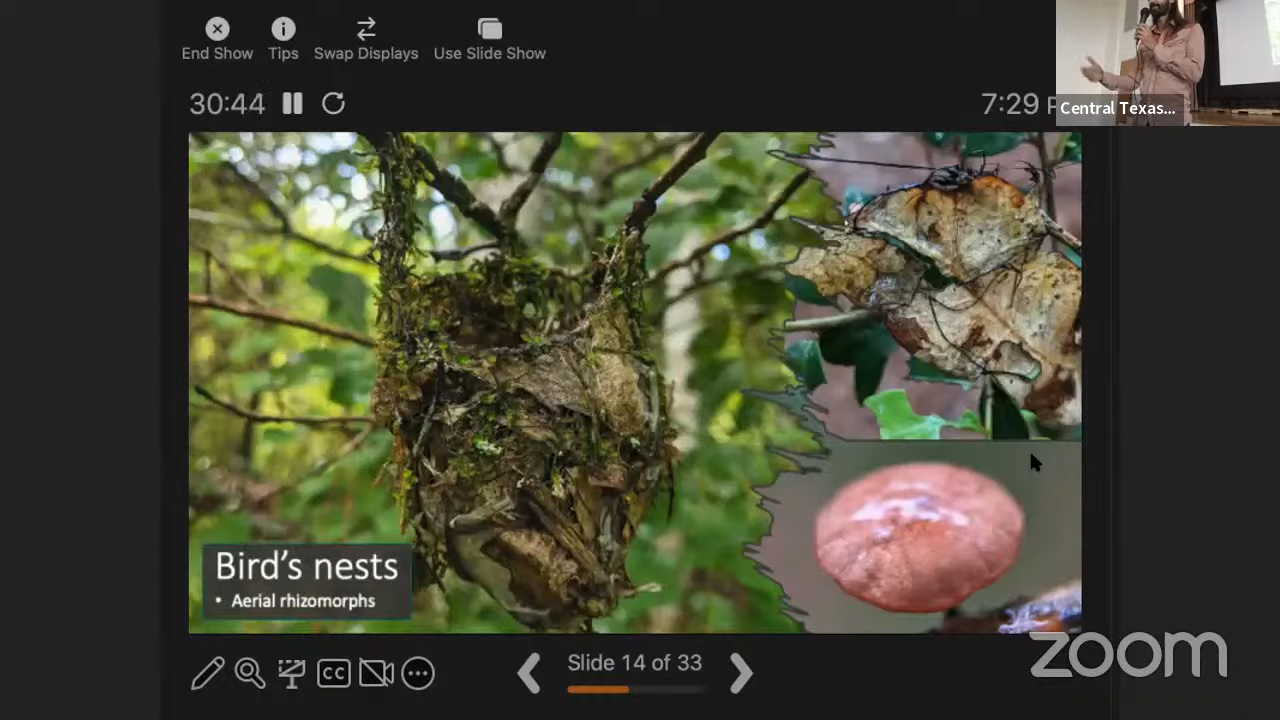 End Show
Tips
Swap Displays
Use Slide Show
30:44
7:29
Central Texas...
Bird's nests
• Aerial rhizomorphs
CC
Slide 14 of 33
zoom